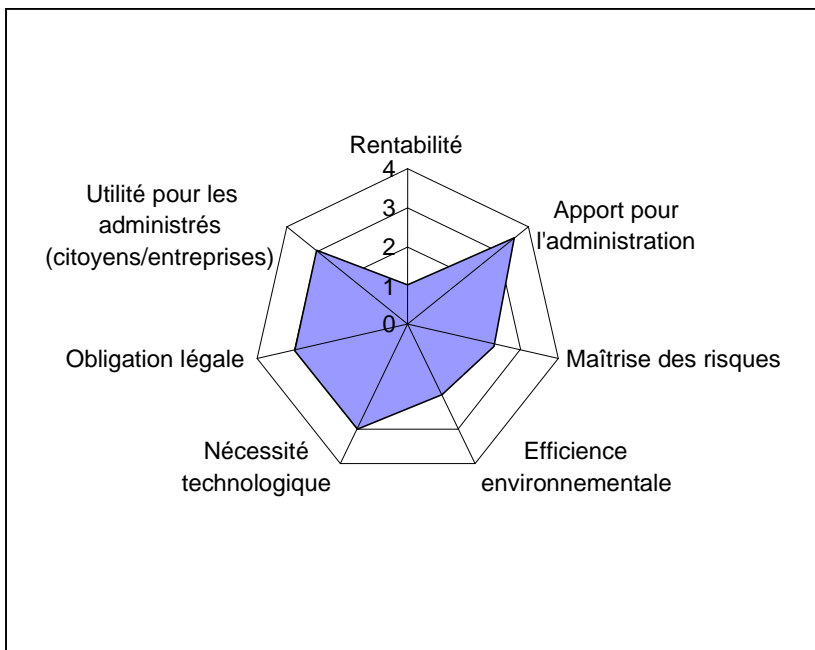 Rentabilité
4
3
2
1
0
Apport pour
l'administration
Maîtrise des risques
Efficience
environnementale
Nécessité
technologique
Obligation légale
Utilité pour les
administrés
(citoyens/entreprises)